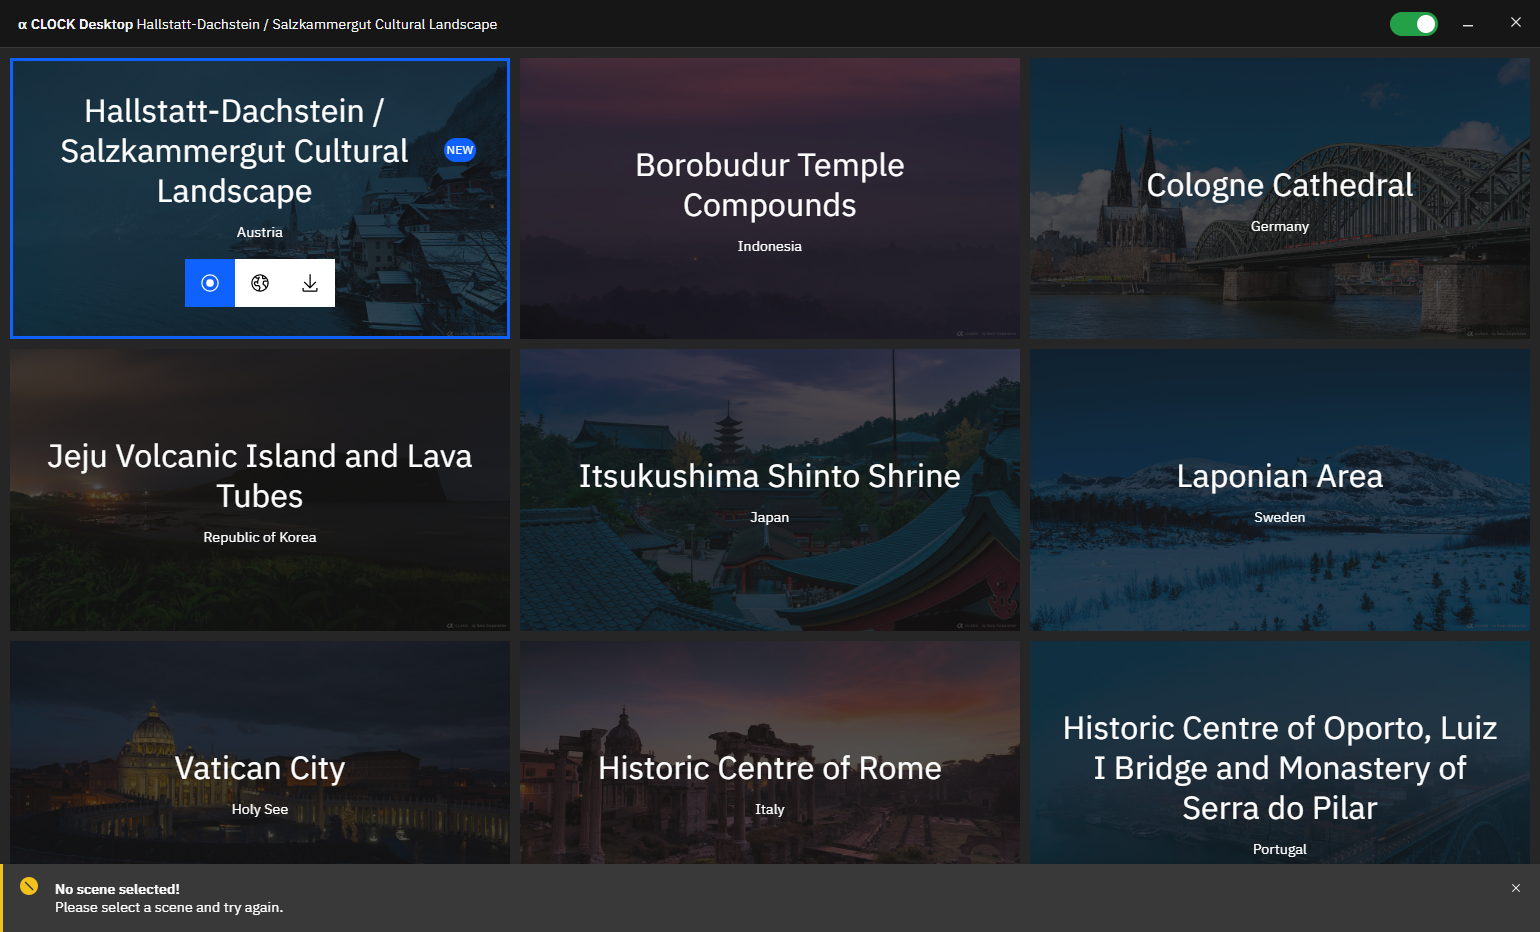 α CLOCK Desktop Hallstatt-Dachstein / Salzkammergut Cultural Landscape
Hallstatt-Dachstein /
Salzkammergut Cultural
Landscape
NEW
Austria
Borobudur Temple
Compounds
Indonesia
Cologne Cathedral
Germany
Jeju Volcanic Island and Lava
Tubes
Republic of Korea
Itsukushima Shinto Shrine
Japan
Laponian Area
Sweden
Vatican City
Holy See
Historic Centre of Rome
Italy
Historic Centre of Oporto, Luiz
I Bridge and Monastery of
Serra do Pilar
Portugal
No scene selected!
Please select a scene and try again.